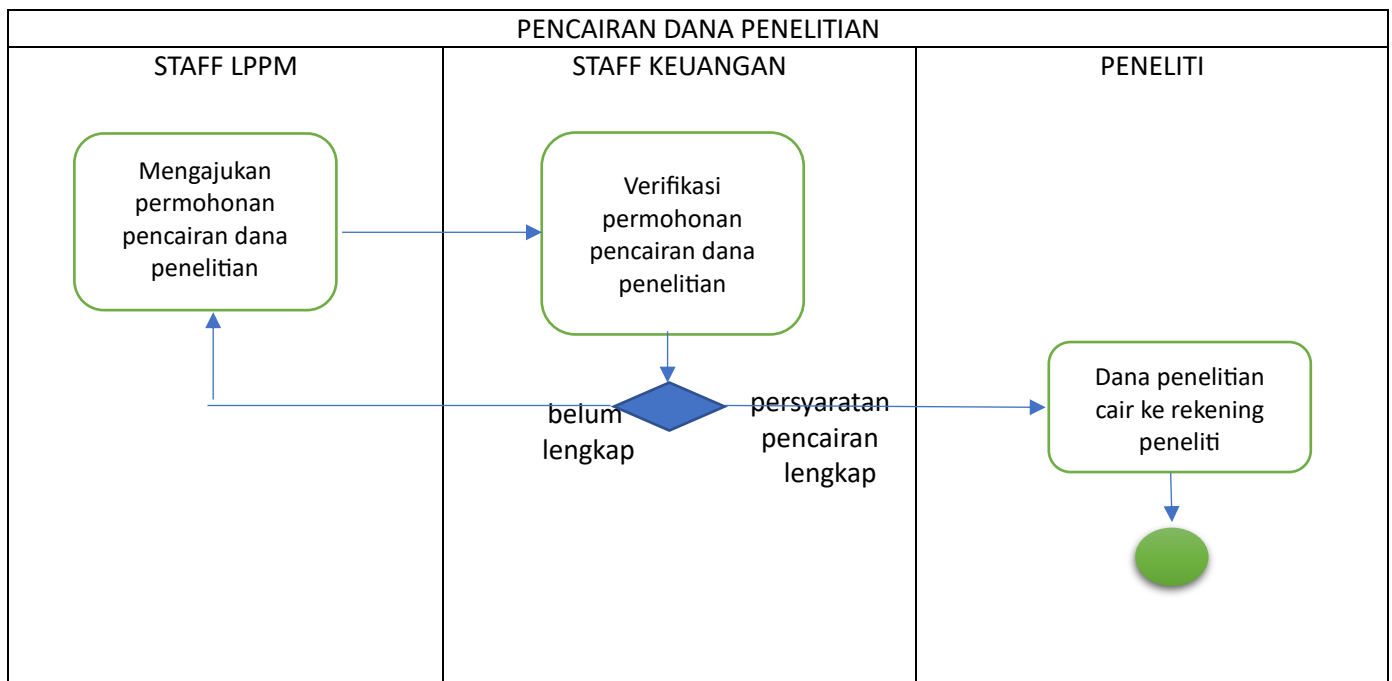 PENCAIRAN DANA PENELITIAN
STAFF LPPM
STAFF KEUANGAN
PENELITI
Mengajukan
permohonan
pencairan dana
penelitian
Verifikasi
permohonan
pencairan dana
penelitian
belum
lengkap
persyaratan
pencairan
lengkap
Dana penelitian
cair ke rekening
peneliti